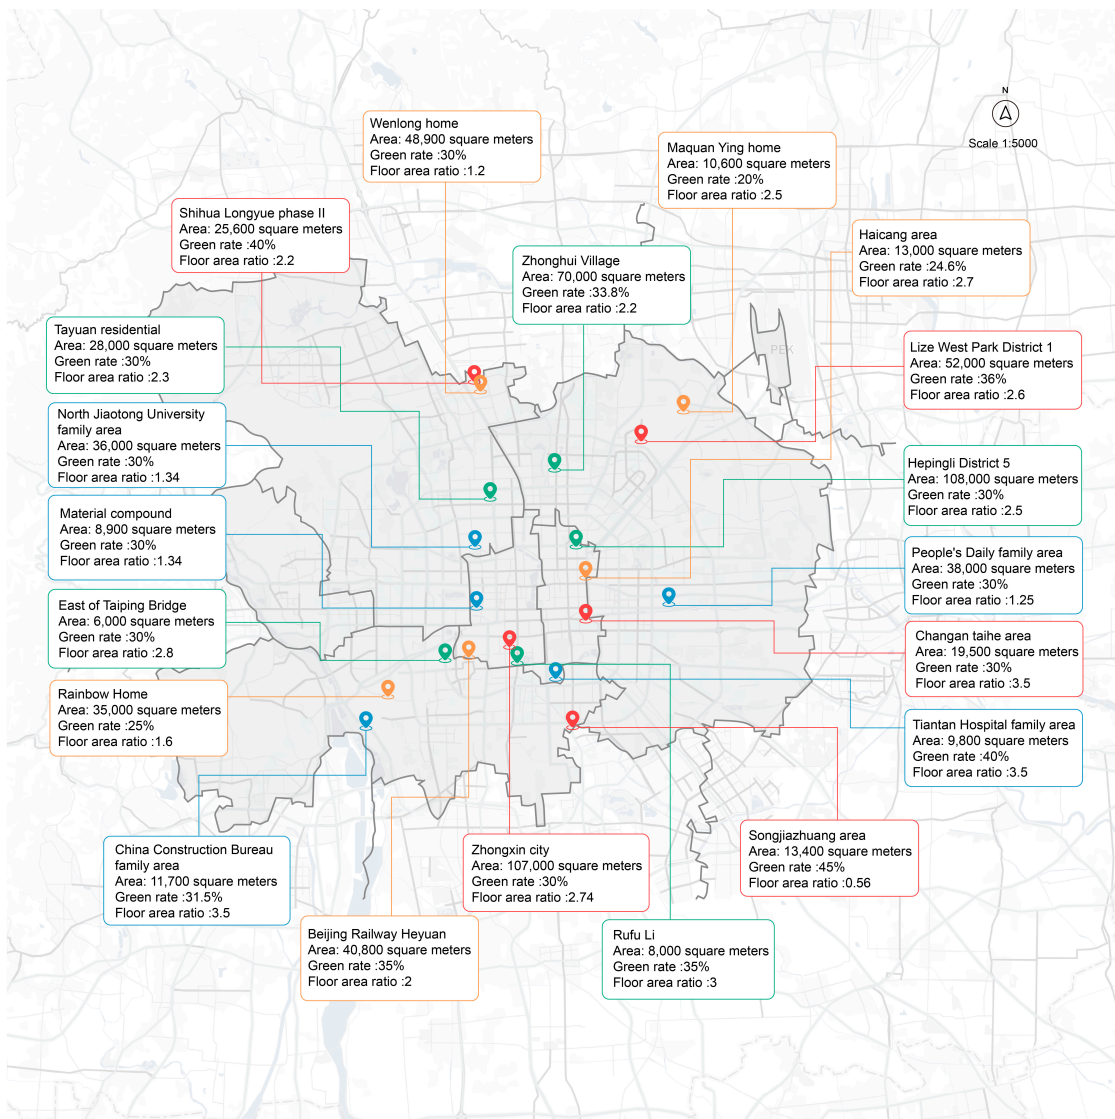 N
Scale 1:5000
Wenlong home
Area: 48,900 square meters
Green rate :30%
Floor area ratio :1.2
Maquan Ying home
Area: 10,600 square meters
Green rate :20%
Floor area ratio :2.5
Shihua Longyue phase II
Area: 25,600 square meters
Green rate :40%
Floor area ratio :2.2
Haicang area
Area: 13,000 square meters
Green rate :24.6%
Floor area ratio :2.7
Zhonghui Village
Area: 70,000 square meters
Green rate :33.8%
Floor area ratio :2.2
Tayuan residential
Area: 28,000 square meters
Green rate :30%
Floor area ratio :2.3
PEK
Lize West Park District 1
Area: 52,000 square meters
Green rate :36%
Floor area ratio :2.6
North Jiaotong University
family area
Area: 36,000 square meters
Green rate :30%
Floor area ratio :1.34
Hepingli District 5
Area: 108,000 square meters
Green rate :30%
Floor area ratio :2.5
Material compound
Area: 8,900 square meters
Green rate :30%
Floor area ratio :1.34
People's Daily family area
Area: 38,000 square meters
Green rate :30%
Floor area ratio :1.25
East of Taiping Bridge
Area: 6,000 square meters
Green rate :30%
Floor area ratio :2.8
Changan taihe area
Area: 19,500 square meters
Green rate :30%
Floor area ratio :3.5
Rainbow Home
Area: 35,000 square meters
Green rate :25%
Floor area ratio :1.6
Tiantan Hospital family area
Area: 9,800 square meters
Green rate :40%
Floor area ratio :3.5
China Construction Bureau
family area
Area: 11,700 square meters
Green rate :31.5%
Floor area ratio :3.5
Zhongxin city
Area: 107,000 square meters
Green rate :30%
Floor area ratio :2.74
Songjiazhuang area
Area: 13,400 square meters
Green rate :45%
Floor area ratio :0.56
Beijing Railway Heyuan
Area: 40,800 square meters
Green rate :35%
Floor area ratio :2
Rufu Li
Area: 8,000 square meters
Green rate :35%
Floor area ratio :3